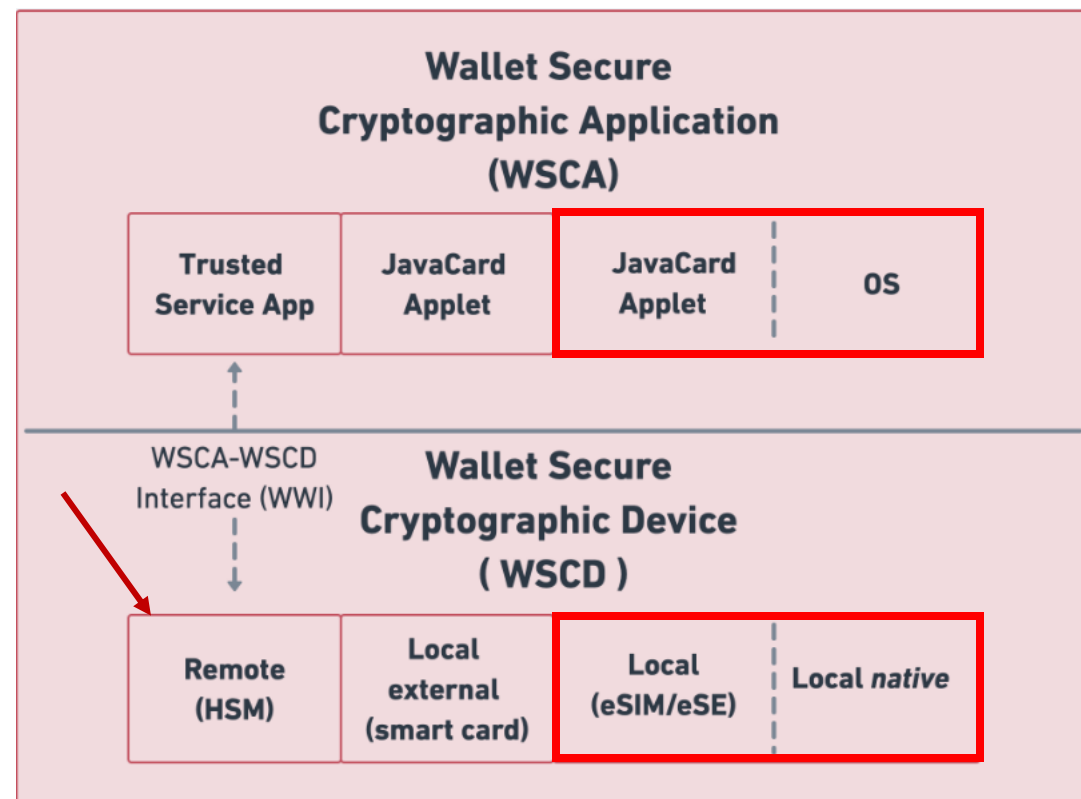 Wallet Secure
Cryptographic Application
(WSCA)
Trusted
Service App
JavaCard
Applet
JavaCard
Applet
OS
WSCA-WSCD
Interface (WWI)
Wallet Secure
Cryptographic Device
( WSCD )
Remote
(HSM)
Local
external
(smart card)
Local
(eSIM/eSE)
Local native